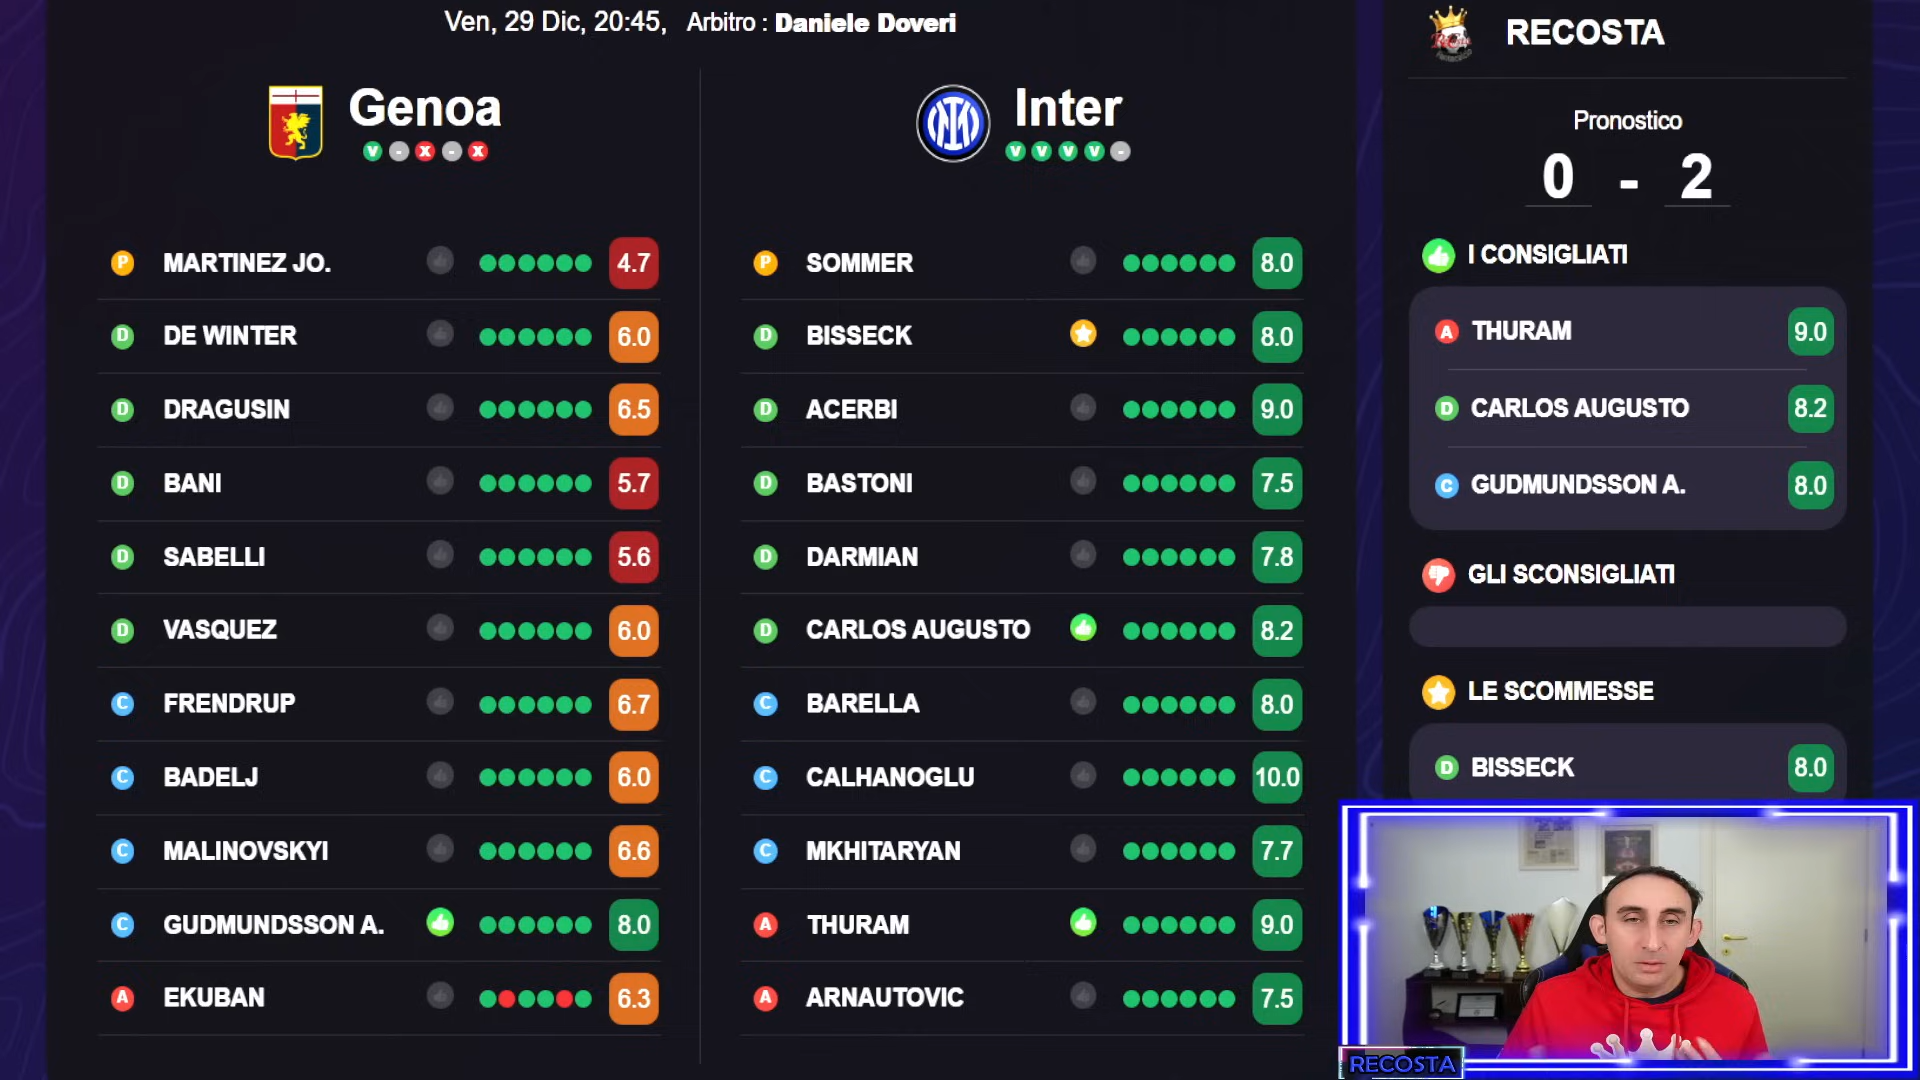 Ven, 29 Dic, 20:45, Arbitro : Daniele Doveri
Genoa
V - X - X
P MARTINEZ JO. 4.7
D DE WINTER 6.0
D DRAGUSIN 6.5
D BANI 5.7
D SABELLI 5.6
D VASQUEZ 6.0
C FRENDRUP 6.7
C BADELJ 6.0
C MALINOVSKYI 6.6
C GUDMUNDSSON A. 8.0
A EKUBAN 6.3
Inter
V V V V -
P SOMMER 8.0
D BISSECK 8.0
D ACERBI 9.0
D BASTONI 7.5
D DARMIAN 7.8
D CARLOS AUGUSTO 8.2
C BARELLA 8.0
C CALHANOGLU 10.0
C MKHITARYAN 7.7
A THURAM 9.0
A ARNAUTOVIC 7.5
RECOSTA
Pronostico
0 - 2
I CONSIGLIATI
A THURAM 9.0
D CARLOS AUGUSTO 8.2
C GUDMUNDSSON A. 8.0
GLI SCONSIGLIATI
LE SCOMMESSE
D BISSECK 8.0
RECOSTA